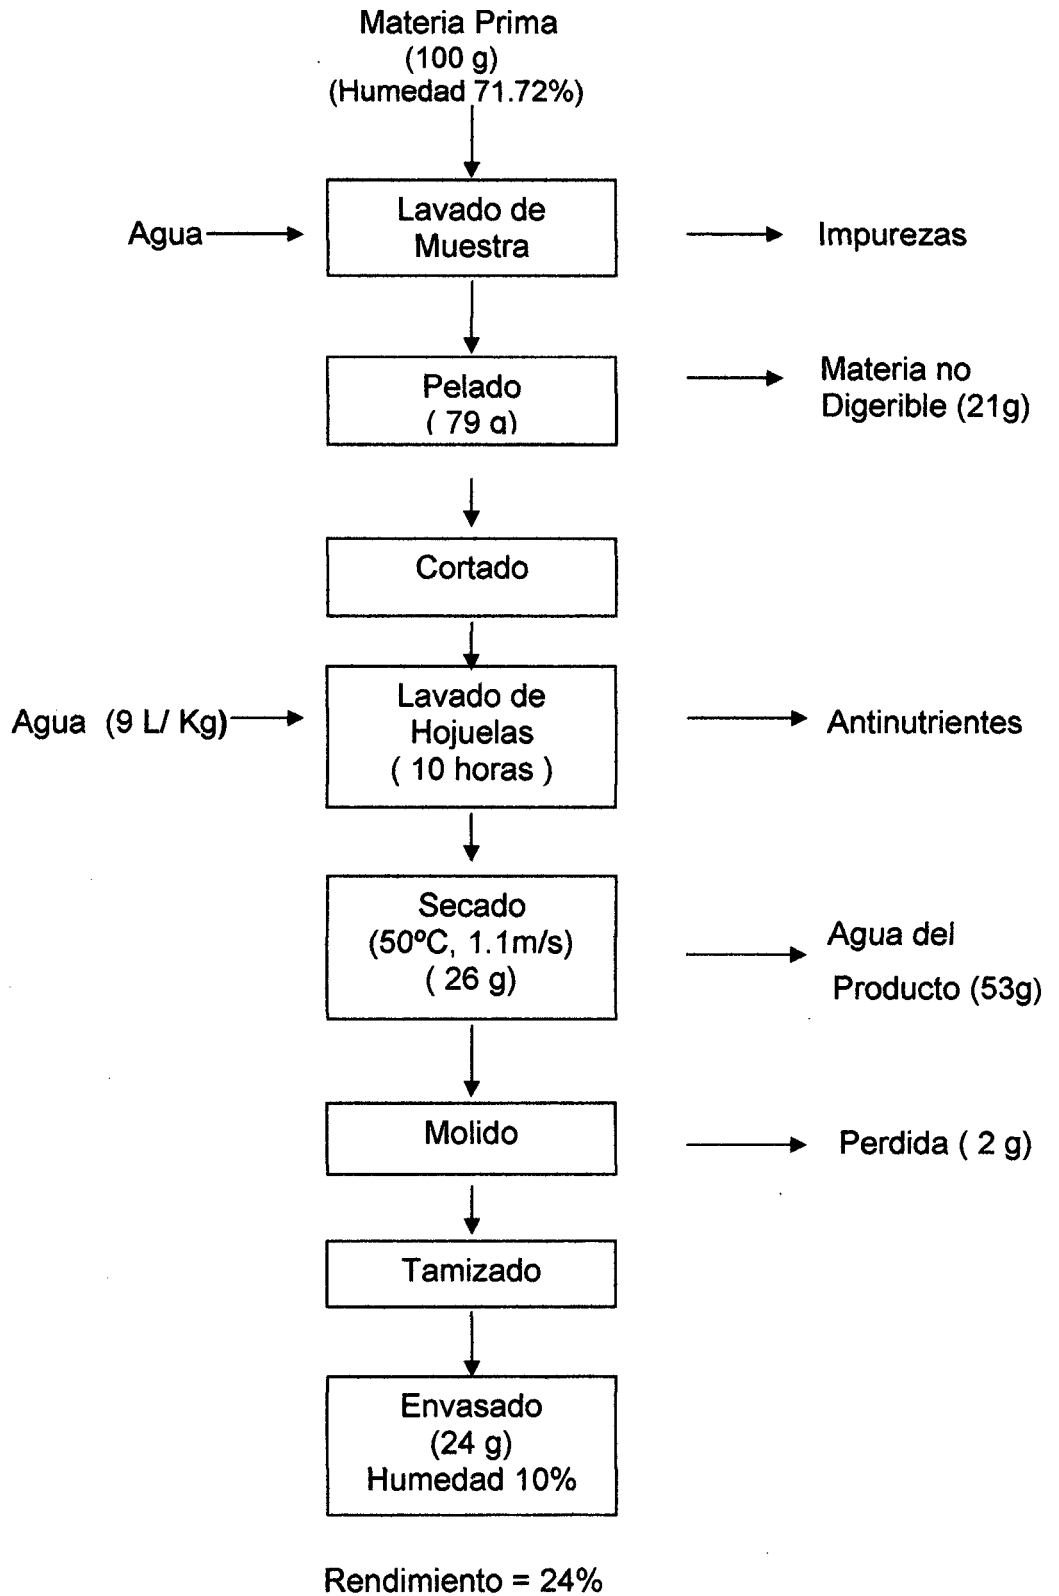 Materia Prima
(100 g)
(Humedad 71.72%)
Lavado de
Muestra
Agua
Impurezas
Pelado
( 79 g)
Materia no
Digerible (21g)
Cortado
Agua (9 L/ Kg)
Lavado de
Hojuelas
( 10 horas )
Antinutrientes
Secado
(50ºC, 1.1m/s)
( 26 g)
Agua del
Producto (53g)
Molido
Perdida ( 2 g)
Tamizado
Envasado
(24 g)
Humedad 10%
Rendimiento = 24%